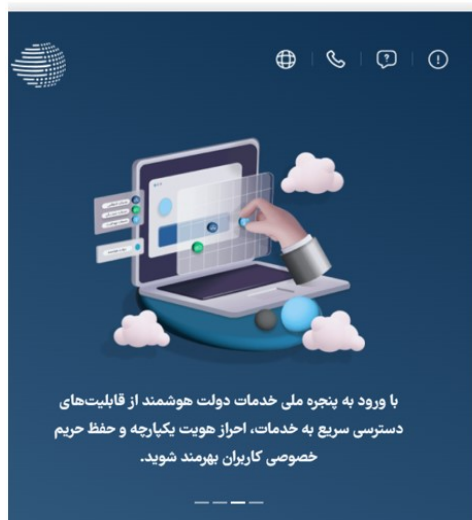 با ورود به پنجره ملی خدمات دولت هوشمند از قابلیت‌های
دسترسی سریع به خدمات، احراز هویت یکپارچه و حفظ حریم
خصوصی کاربران بهرمند شوید.